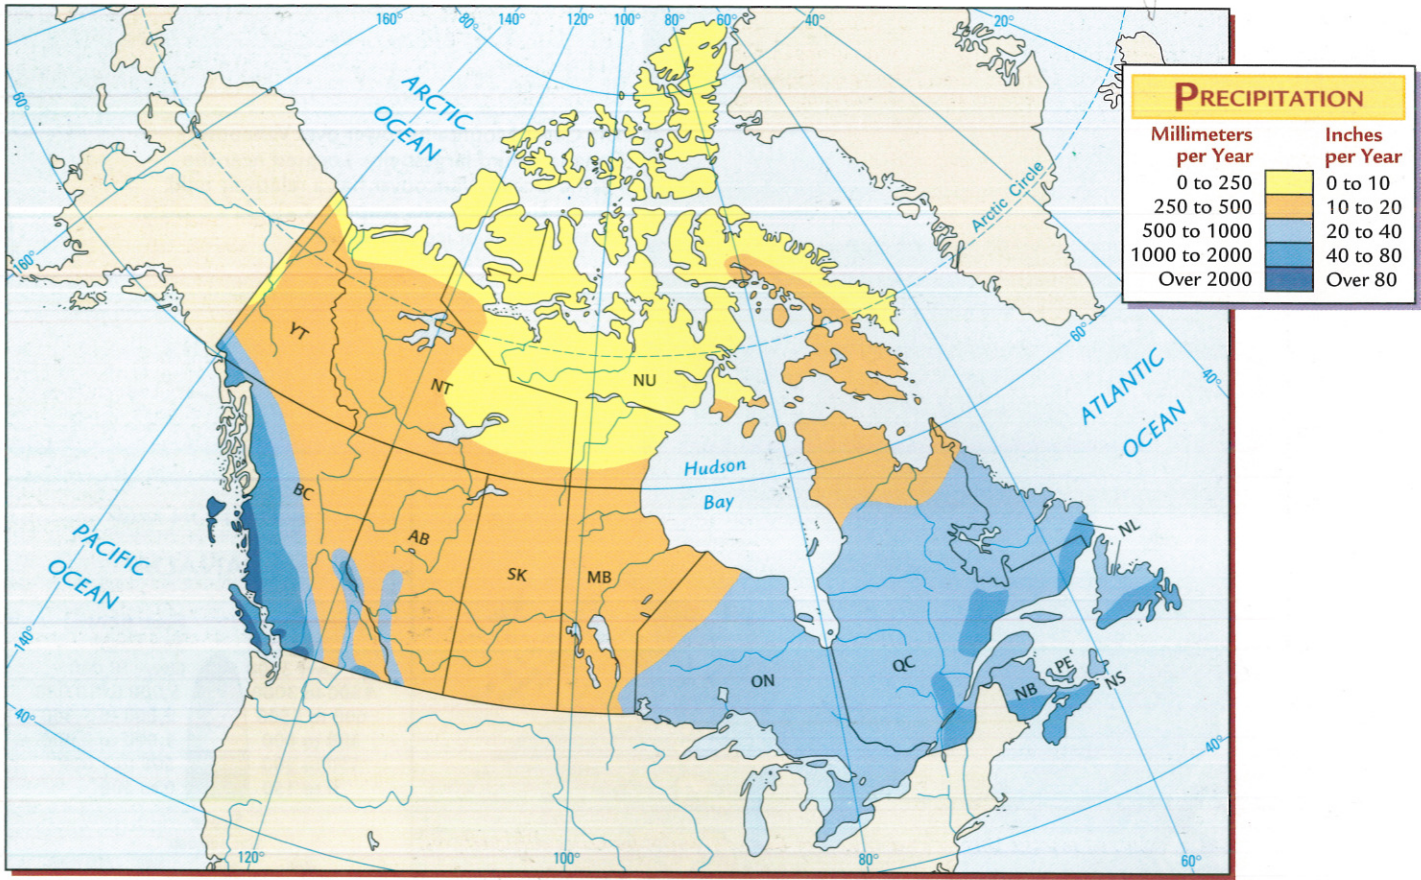 160°
80°
140°
120°
100°
80°
60°
40°
20°
60°
ARCTIC
OCEAN
PRECIPITATION
Millimeters
per Year
Inches
per Year
0 to 250
0 to 10
250 to 500
10 to 20
500 to 1000
20 to 40
1000 to 2000
40 to 80
Over 2000
Over 80
Arctic Circle
160°
YT
NT
NU
60°
40°
ATLANTIC
OCEAN
Hudson
Bay
BC
AB
SK
MB
NL
PACIFIC
OCEAN
140°
ON
QC
PE
NB
NS
40°
40°
120°
100°
80°
60°